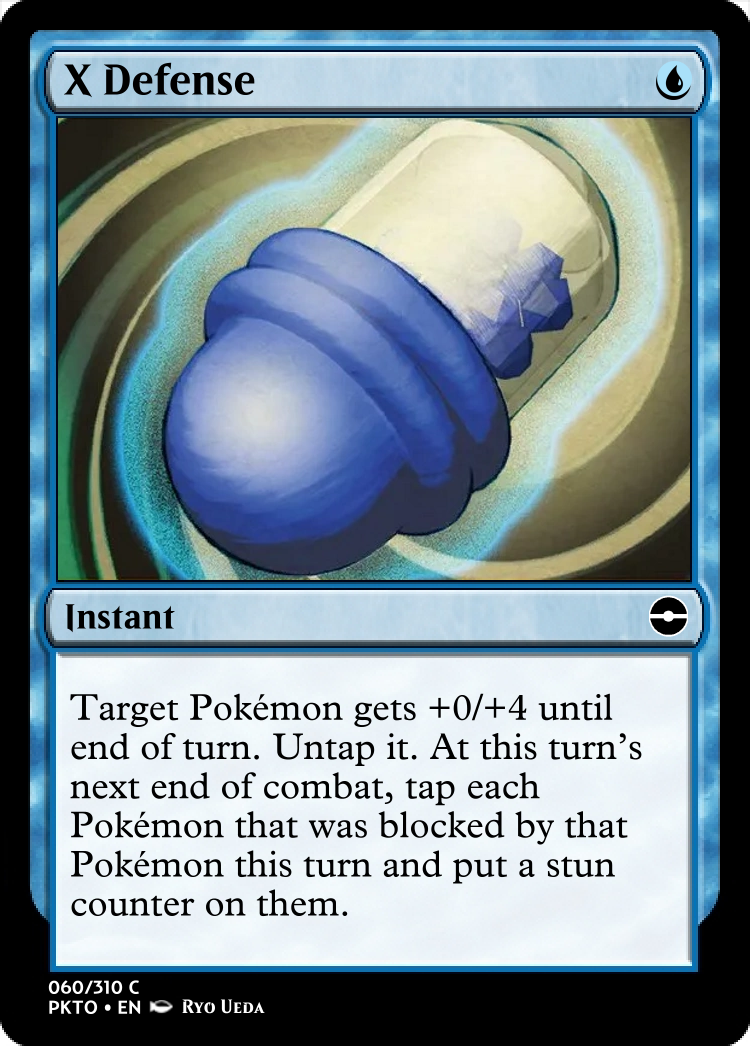 X Defense
Instant
Target Pokémon gets +0/+4 until
end of turn. Untap it. At this turn’s
next end of combat, tap each
Pokémon that was blocked by that
Pokémon this turn and put a stun
counter on them.
060/310 C
PKTO • EN Ryo Ueda